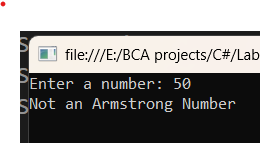 file:///E:/BCA projects/C#/Lab
Enter a number: 50
Not an Armstrong Number